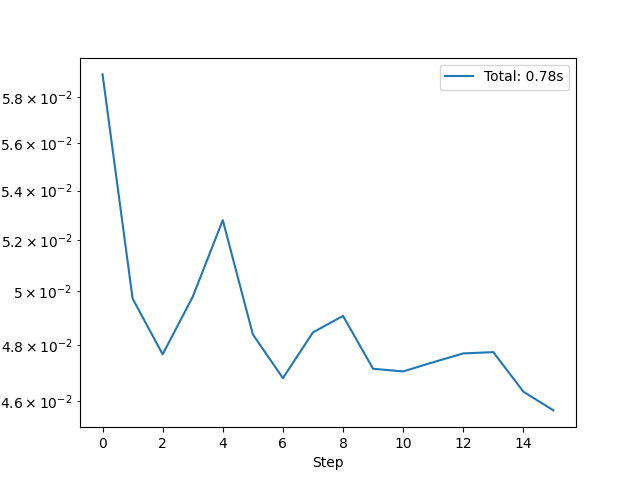 Total: 0.78s
5.8 × 10⁻²
5.6 × 10⁻²
5.4 × 10⁻²
5.2 × 10⁻²
5 × 10⁻²
4.8 × 10⁻²
4.6 × 10⁻²
0 2 4 6 8 10 12 14
Step